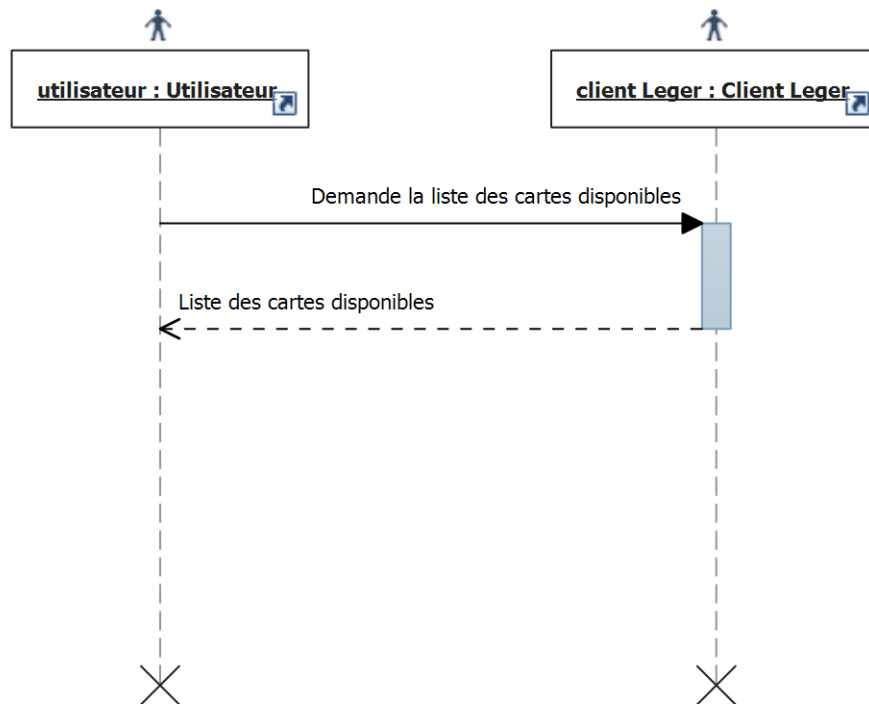 utilisateur : Utilisateur
client Leger : Client Leger
Demande la liste des cartes disponibles
Liste des cartes disponibles